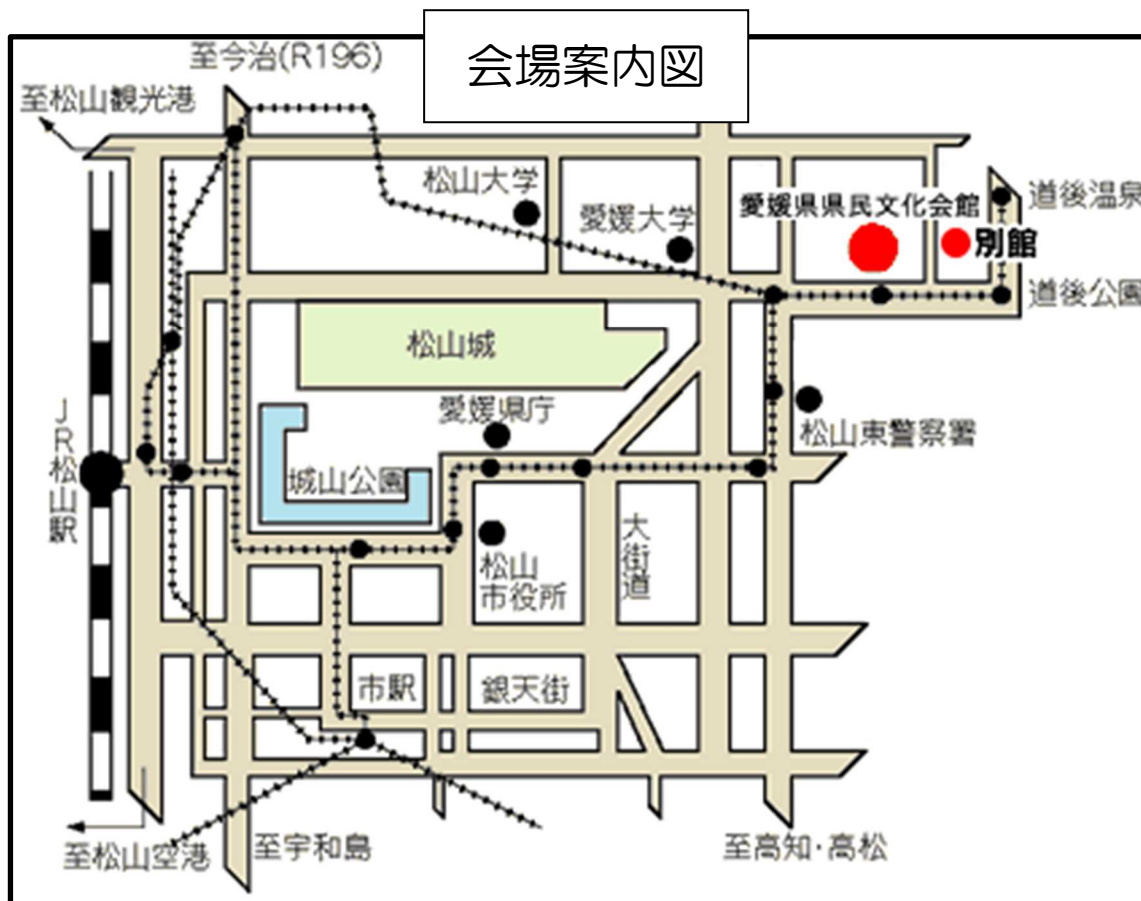 会場案内図
至今治(R196)
至松山観光港
松山大学
愛媛大学
愛媛県県民文化会館
別館
道後温泉
道後公園
松山城
愛媛県庁
松山東警察署
JR松山駅
城山公園
松山
市役所
大街道
市駅
銀天街
至松山空港
至宇和島
至高知・高松